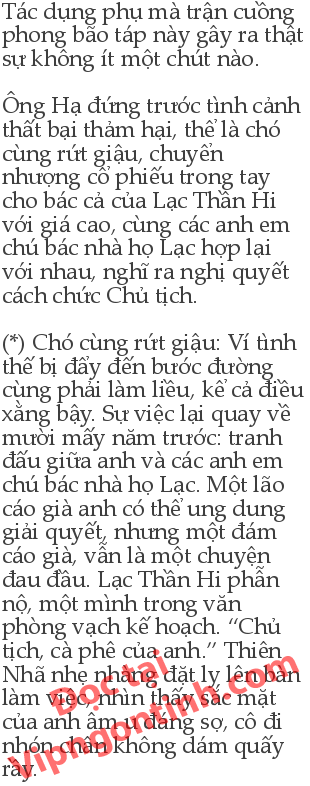 Tác dụng phụ mà trận cuồng
phong bão táp này gây ra thật
sự không ít một chút nào.
Ông Hạ đứng trước tình cảnh
thất bại thảm hại, thế là chó
cùng rứt giậu, chuyển
nhượng cổ phiếu trong tay
cho bác cả của Lạc Thần Hi
với giá cao, cùng các anh em
chú bác nhà họ Lạc hợp lại
với nhau, nghĩ ra nghị quyết
cách chức Chủ tịch.
(*) Chó cùng rứt giậu: Ví tình
thế bị đẩy đến bước đường
cùng phải làm liều, kể cả điều
xằng bậy. Sự việc lại quay về
mười mấy năm trước: tranh
đấu giữa anh và các anh em
chú bác nhà họ Lạc. Một lão
cáo già anh có thể ung dung
giải quyết, nhưng một đám
cáo già, vẫn là một chuyện
đau đầu. Lạc Thần Hi phẫn
nộ, một mình trong văn
phòng vạch kế hoạch. “Chủ
tịch, cà phê của anh.” Thiên
Nhã nhẹ nhàng đặt ly lên bàn
làm việc, nhìn thấy sắc mặt
của anh âm u đáng sợ, cô đi
nhón chân không dám quấy
rầy.
Đọc tại
Vipngontinh.com